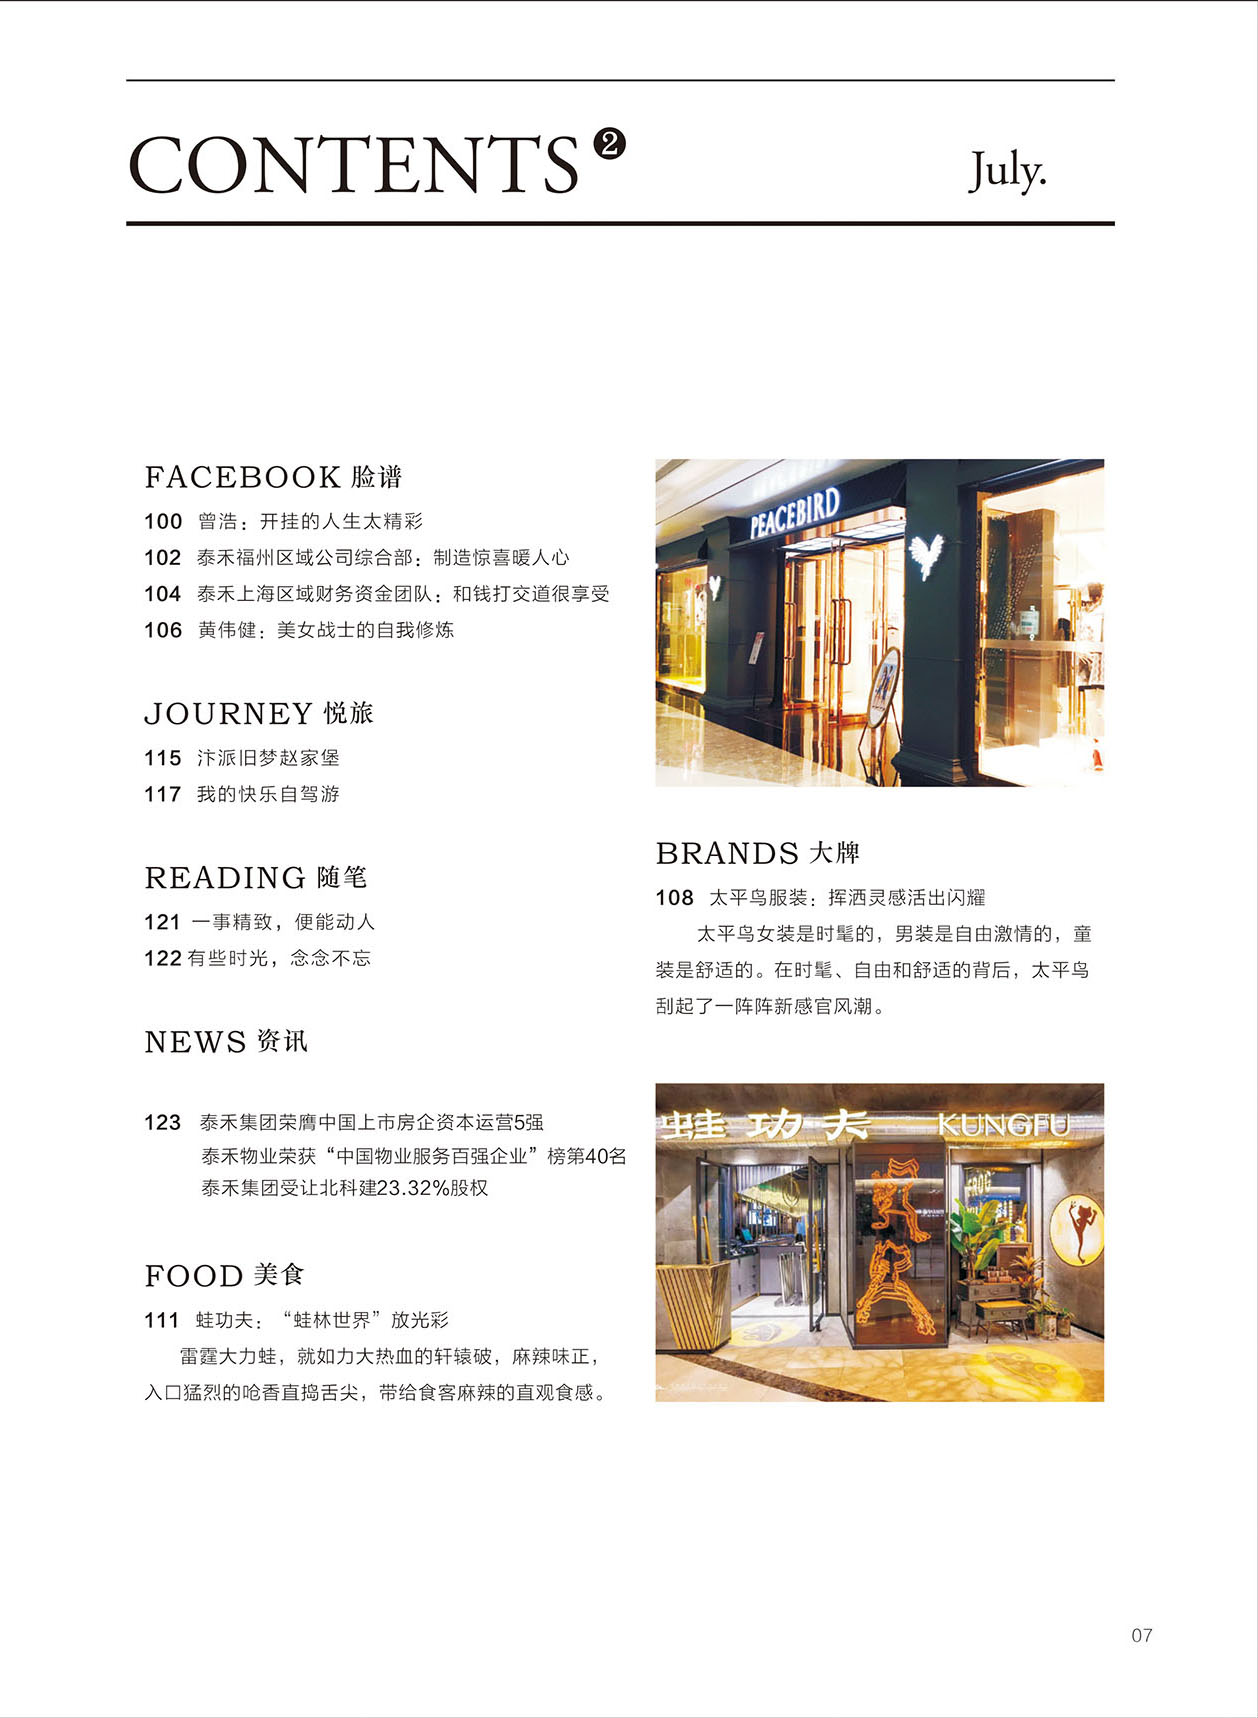 CONTENTS ❷
July.
FACEBOOK 脸谱
100 曾浩：开挂的人生太精彩
102 泰禾福州区域公司综合部：制造惊喜暖人心
104 泰禾上海区域财务资金团队：和钱打交道很享受
106 黄伟健：美女战士的自我修炼
JOURNEY 悦旅
115 汴派旧梦赵家堡
117 我的快乐自驾游
READING 随笔
121 一事精致，便能动人
122 有些时光，念念不忘
NEWS 资讯
123 泰禾集团荣膺中国上市房企资本运营5强
泰禾物业荣获“中国物业服务百强企业”榜第40名
泰禾集团受让北科建23.32%股权
FOOD 美食
111 蛙功夫：“蛙林世界”放光彩
雷霆大力蛙，就如力大热血的轩辕破，麻辣味正，
入口猛烈的呛香直捣舌尖，带给食客麻辣的直观食感。
PEACEBIRD
BRANDS 大牌
108 太平鸟服装：挥洒灵感活出闪耀
太平鸟女装是时髦的，男装是自由激情的，童
装是舒适的。在时髦、自由和舒适的背后，太平鸟
刮起了一阵阵新感官风潮。
蛙功夫 KUNGFU
FROG
07